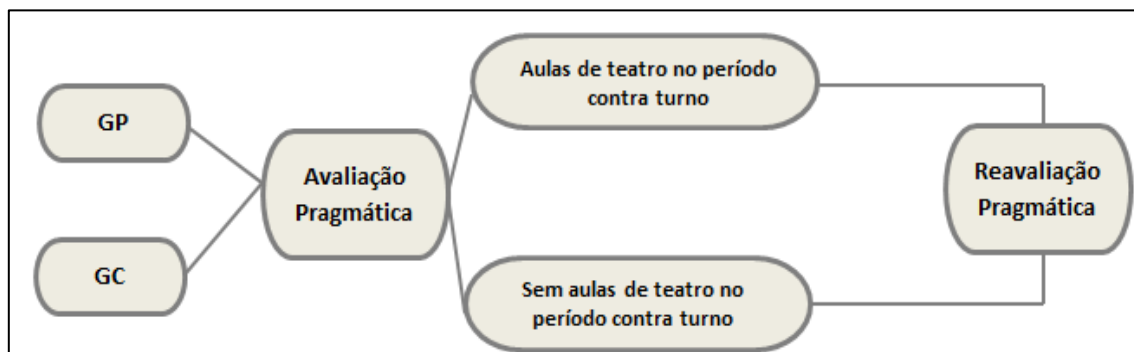 GP
GC
Avaliação
Pragmática
Aulas de teatro no período
contra turno
Sem aulas de teatro no
período contra turno
Reavaliação
Pragmática